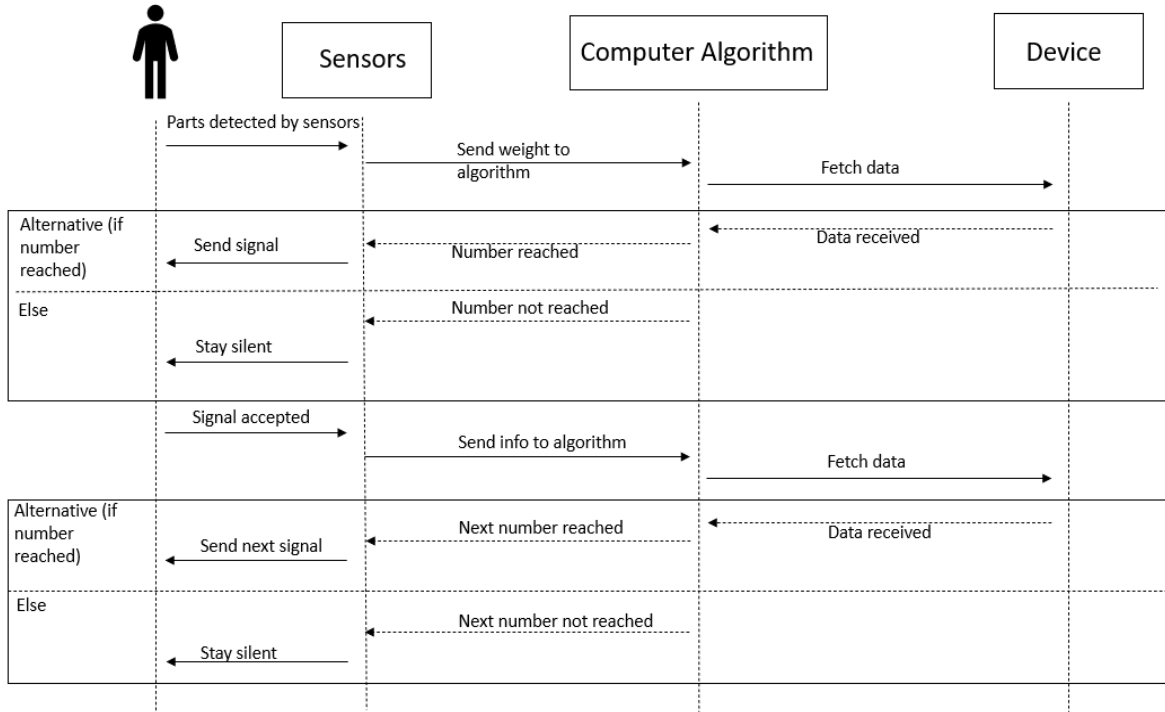 Sensors
Computer Algorithm
Device
Parts detected by sensors
Send weight to
algorithm
Fetch data
Alternative (if
number
reached)
Send signal
Number reached
Data received
Else
Number not reached
Stay silent
Signal accepted
Send info to algorithm
Fetch data
Alternative (if
number
reached)
Send next signal
Next number reached
Data received
Else
Next number not reached
Stay silent